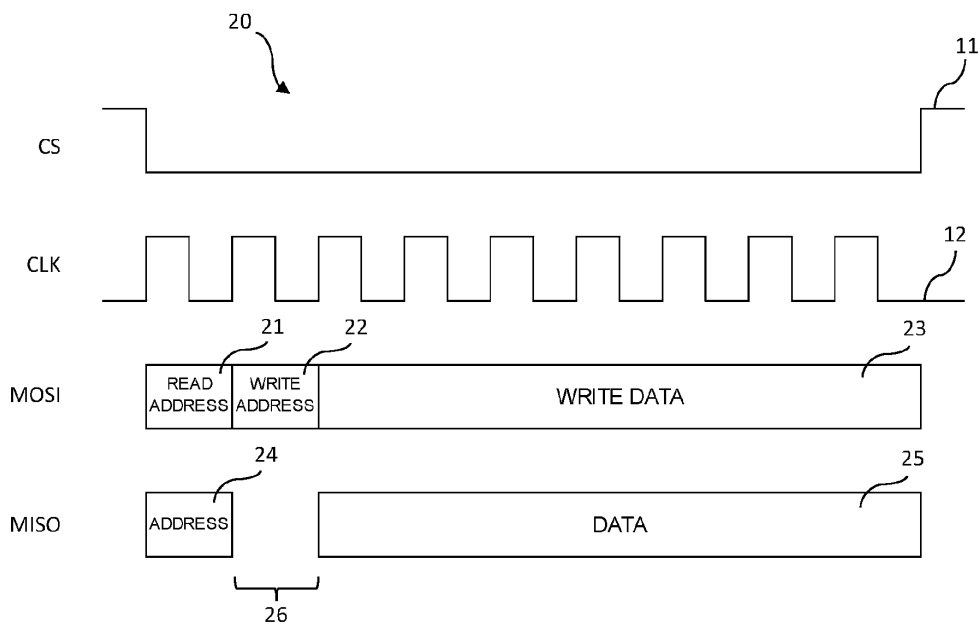 20
11
CS
12
CLK
21
22
23
MOSI
READ
ADDRESS
WRITE
ADDRESS
WRITE DATA
24
25
MISO
ADDRESS
DATA
26